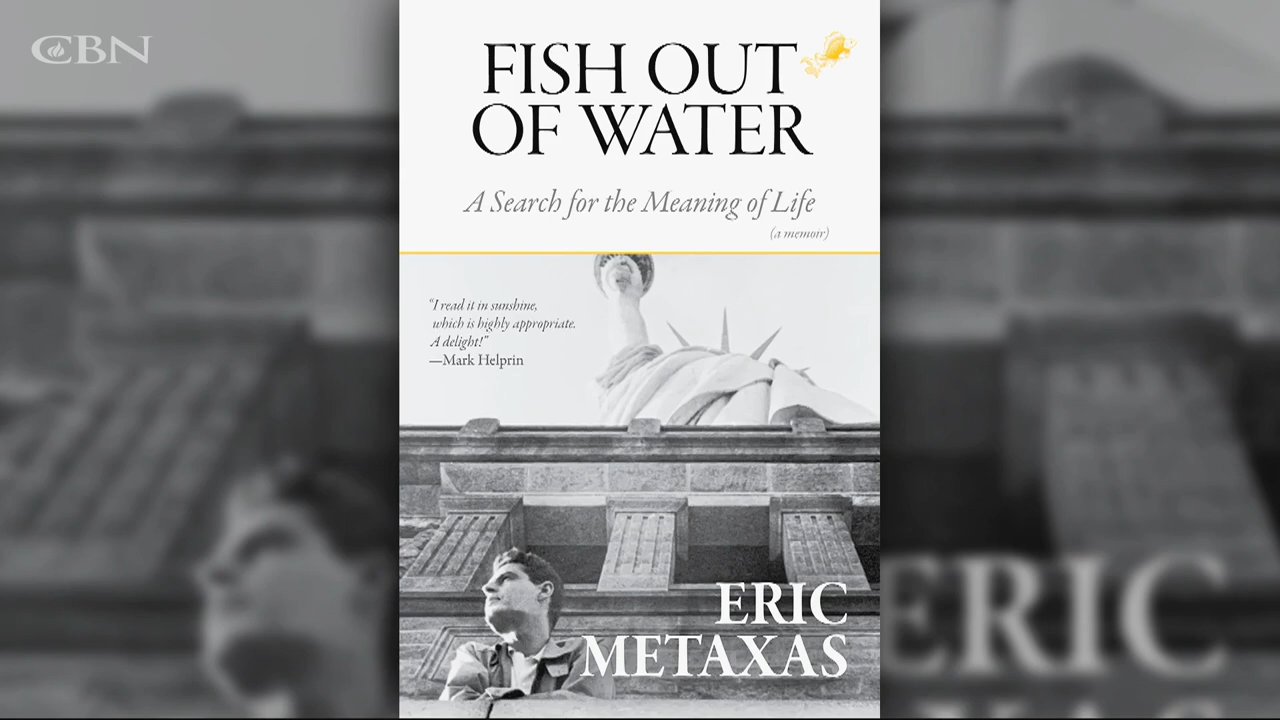 CBN
FISH OUT
OF WATER
A Search for the Meaning of Life
(a memoir)
“I read it in sunshine,
which is highly appropriate.
A delight!”
—Mark Helprin
ERIC
METAXAS
ERIC